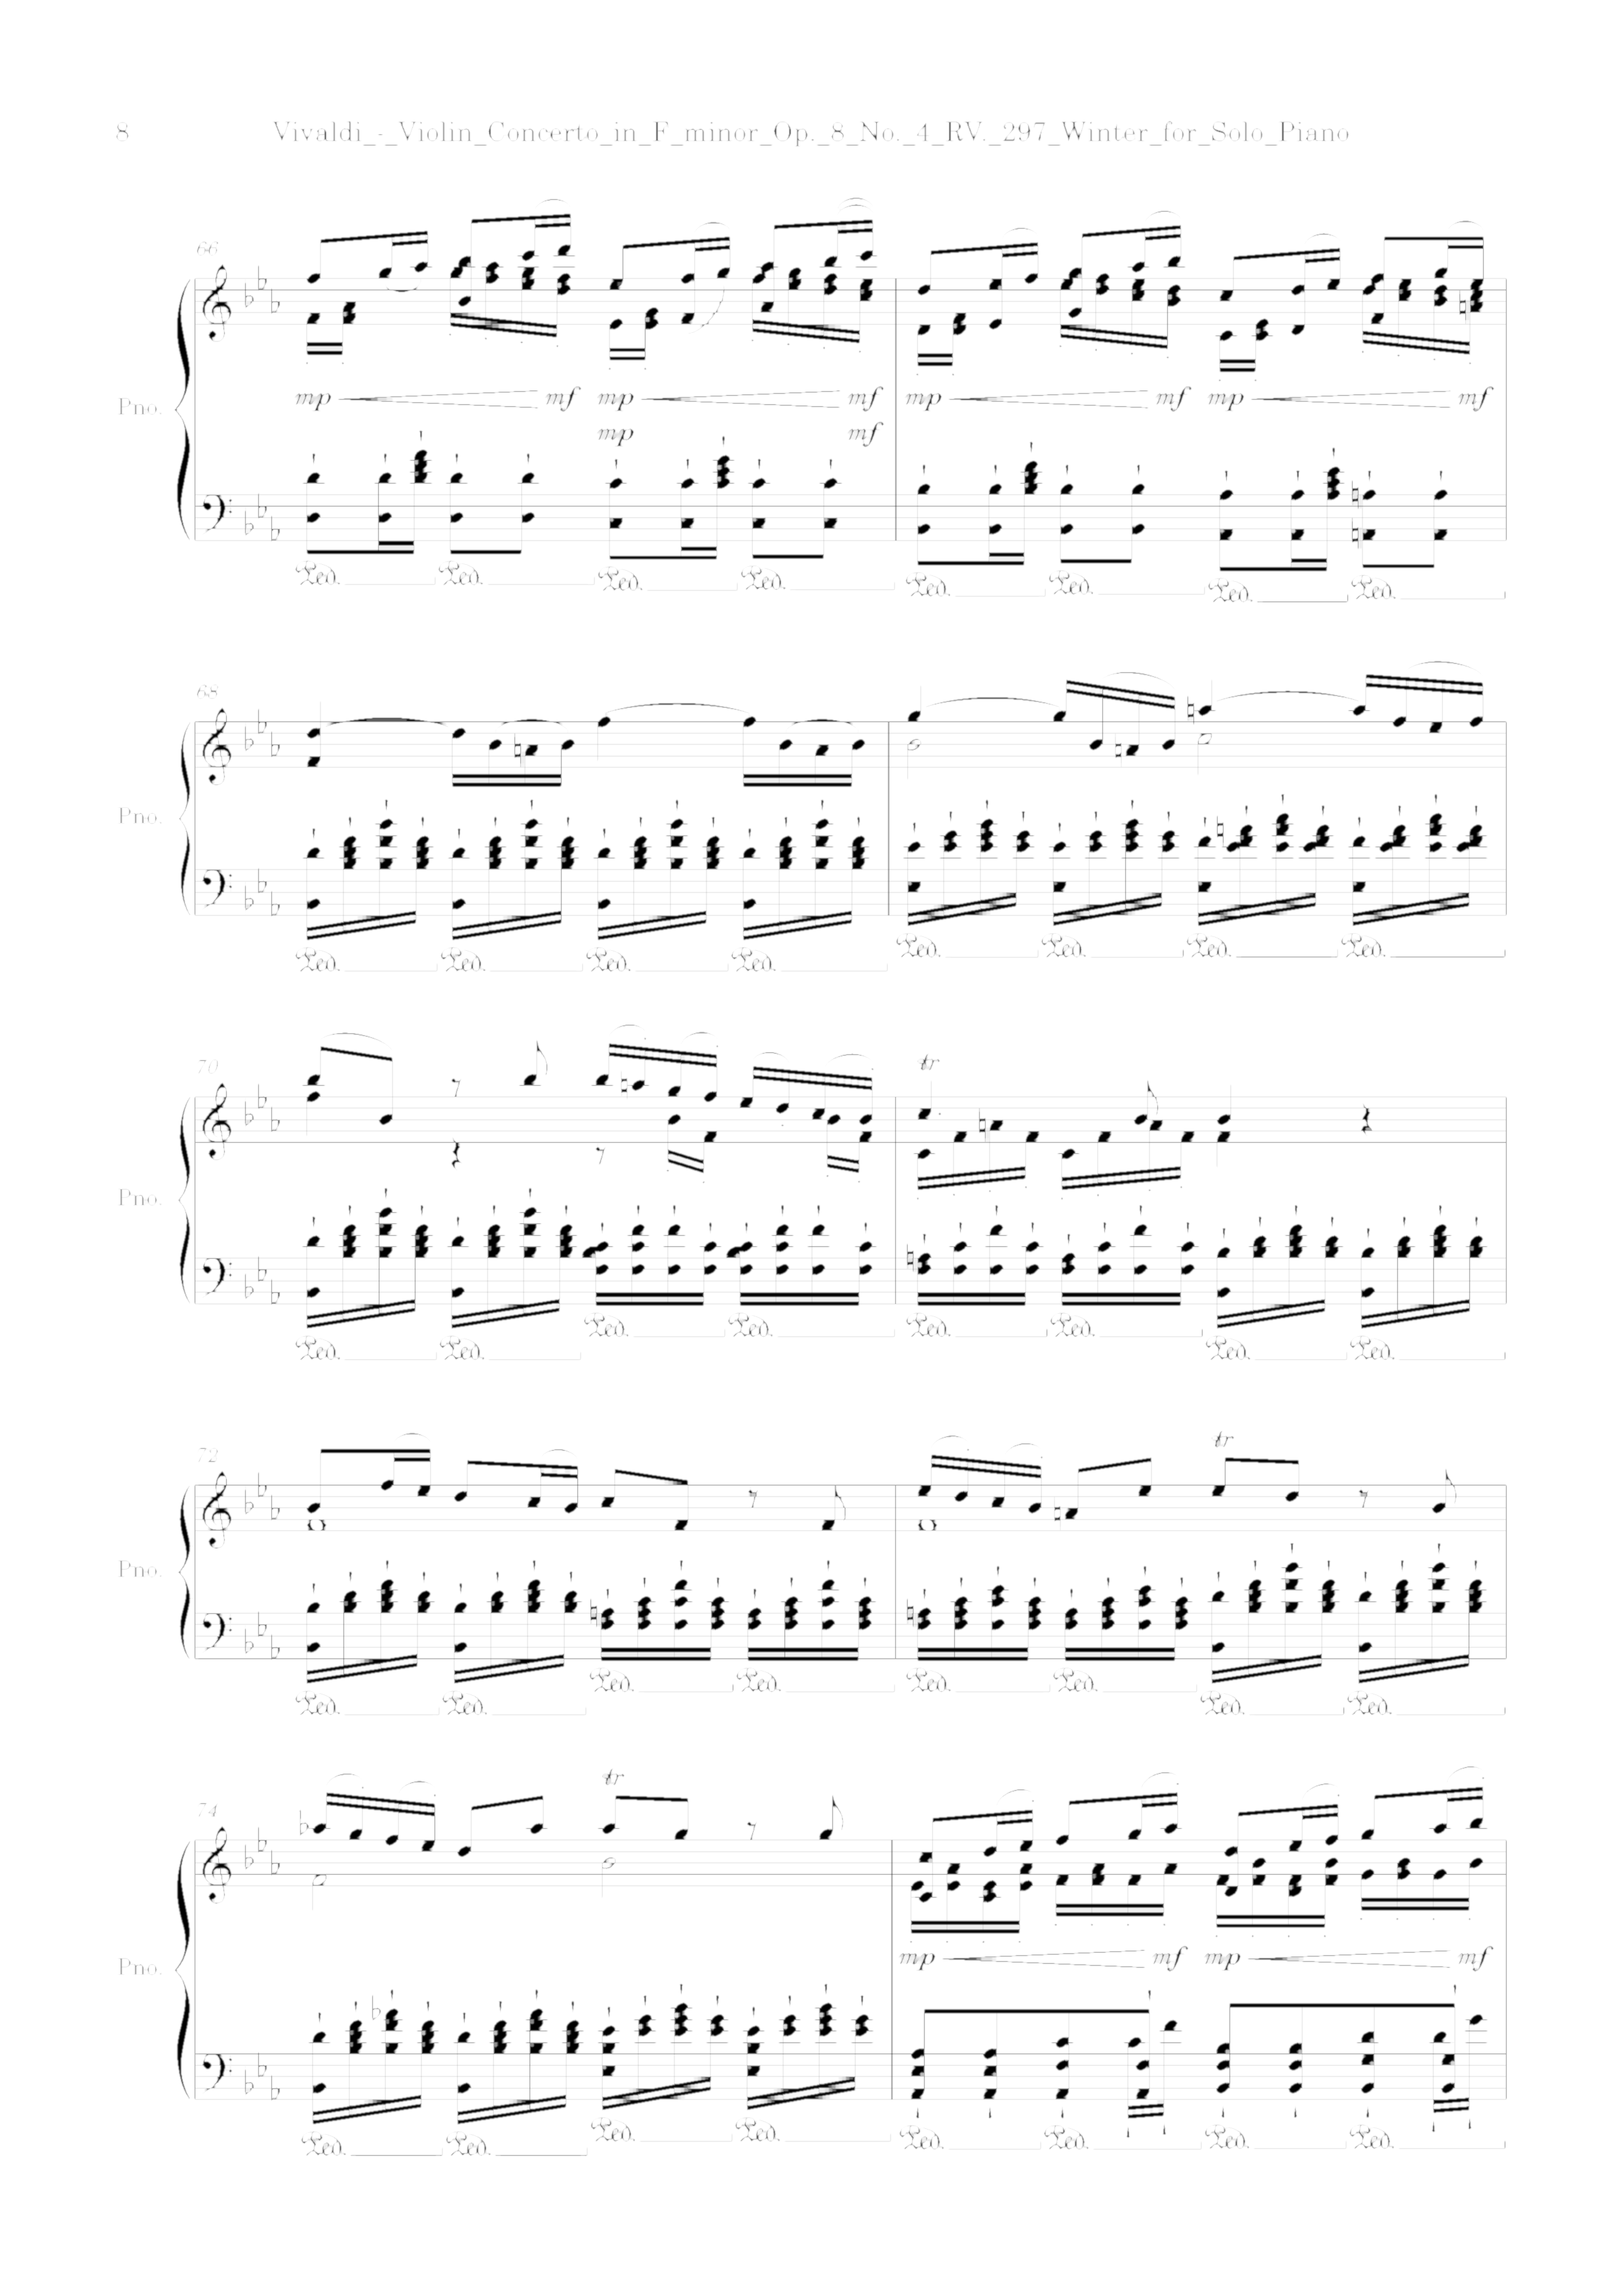 8 Vivaldi_-_Violin_Concerto_in_F_minor_Op._8_No._4_RV._297_Winter_for_Solo_Piano
66
mp mf mp mf mp mf mp mf
Pno.
mp mf
Ped. Ped. Ped. Ped. Ped. Ped. Ped. Ped.
68
Pno.
Ped. Ped. Ped. Ped. Ped. Ped. Ped. Ped.
70 tr
Pno.
Ped. Ped. Ped. Ped. Ped. Ped. Ped. Ped.
72 tr
Pno.
Ped. Ped. Ped. Ped. Ped. Ped. Ped. Ped.
74 tr
mp mf mp mf
Pno.
Ped. Ped. Ped. Ped. Ped. Ped. Ped. Ped.